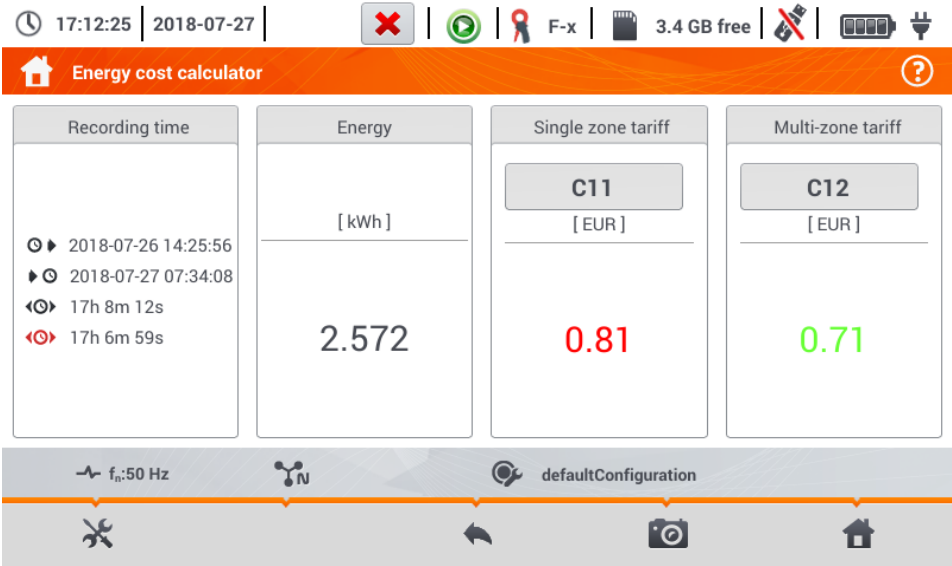 17:12:25 2018-07-27 F-x 3.4 GB free
Energy cost calculator ?
Recording time Energy Single zone tariff Multi-zone tariff
C11 C12
[ kWh ] [ EUR ] [ EUR ]
2018-07-26 14:25:56
2018-07-27 07:34:08
17h 8m 12s
17h 6m 59s
2.572 0.81 0.71
fn:50 Hz N defaultConfiguration